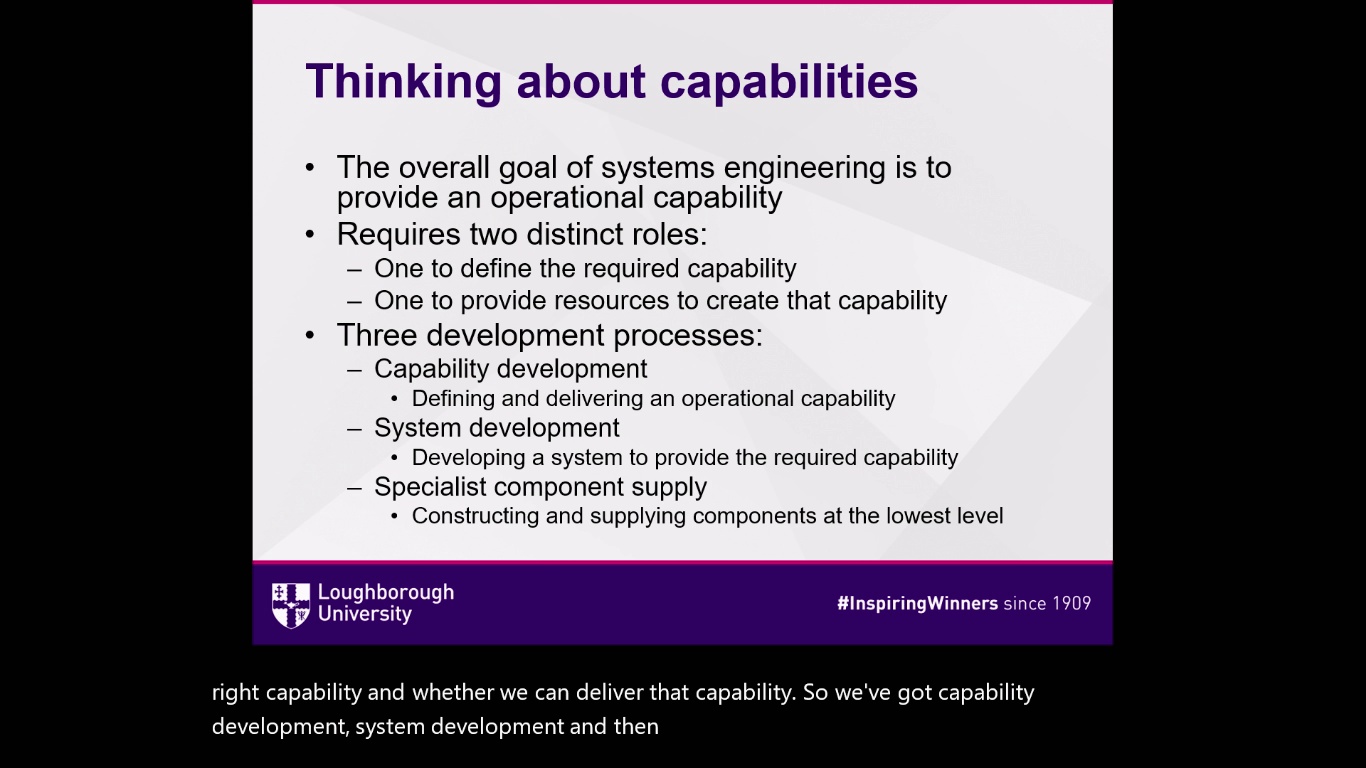 Thinking about capabilities
• The overall goal of systems engineering is to
provide an operational capability
• Requires two distinct roles:
– One to define the required capability
– One to provide resources to create that capability
• Three development processes:
– Capability development
• Defining and delivering an operational capability
– System development
• Developing a system to provide the required capability
– Specialist component supply
• Constructing and supplying components at the lowest level
Loughborough
University
#InspiringWinners since 1909
right capability and whether we can deliver that capability. So we've got capability
development, system development and then